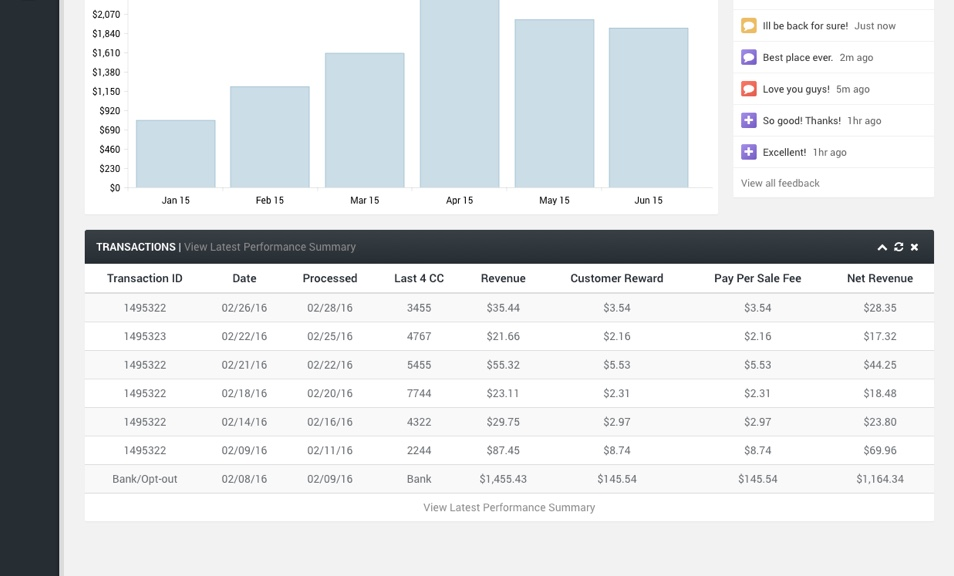 $2,070
$1,840
$1,610
$1,380
$1,150
$920
$690
$460
$230
$0
Jan 15 Feb 15 Mar 15 Apr 15 May 15 Jun 15
Ill be back for sure! Just now
Best place ever. 2m ago
Love you guys! 5m ago
So good! Thanks! 1hr ago
Excellent! 1hr ago
View all feedback
TRANSACTIONS | View Latest Performance Summary
Transaction ID Date Processed Last 4 CC Revenue Customer Reward Pay Per Sale Fee Net Revenue
1495322 02/26/16 02/28/16 3455 $35.44 $3.54 $3.54 $28.35
1495323 02/22/16 02/25/16 4767 $21.66 $2.16 $2.16 $17.32
1495322 02/21/16 02/22/16 5455 $55.32 $5.53 $5.53 $44.25
1495322 02/18/16 02/20/16 7744 $23.11 $2.31 $2.31 $18.48
1495322 02/14/16 02/16/16 4322 $29.75 $2.97 $2.97 $23.80
1495322 02/09/16 02/11/16 2244 $87.45 $8.74 $8.74 $69.96
Bank/Opt-out 02/08/16 02/09/16 Bank $1,455.43 $145.54 $145.54 $1,164.34
View Latest Performance Summary